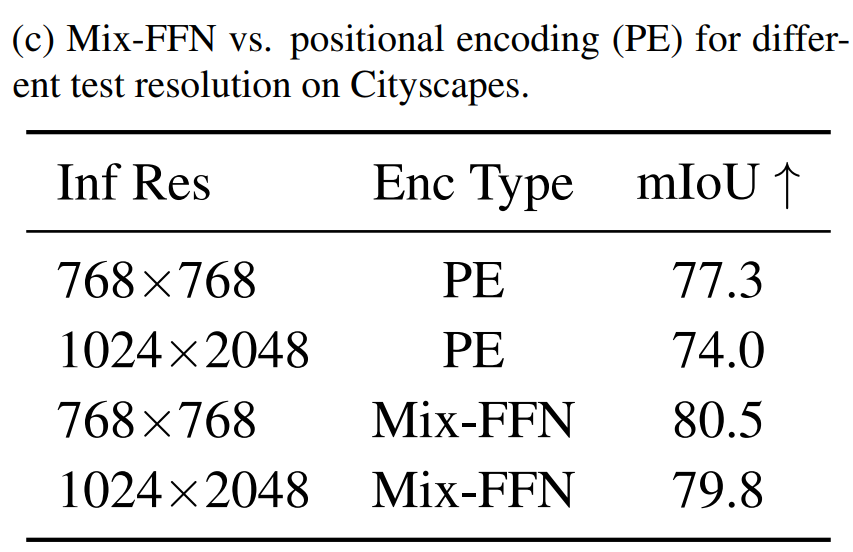 (c) Mix-FFN vs. positional encoding (PE) for differ-
ent test resolution on Cityscapes.
Inf Res Enc Type mIoU ↑
768×768 PE 77.3
1024×2048 PE 74.0
768×768 Mix-FFN 80.5
1024×2048 Mix-FFN 79.8